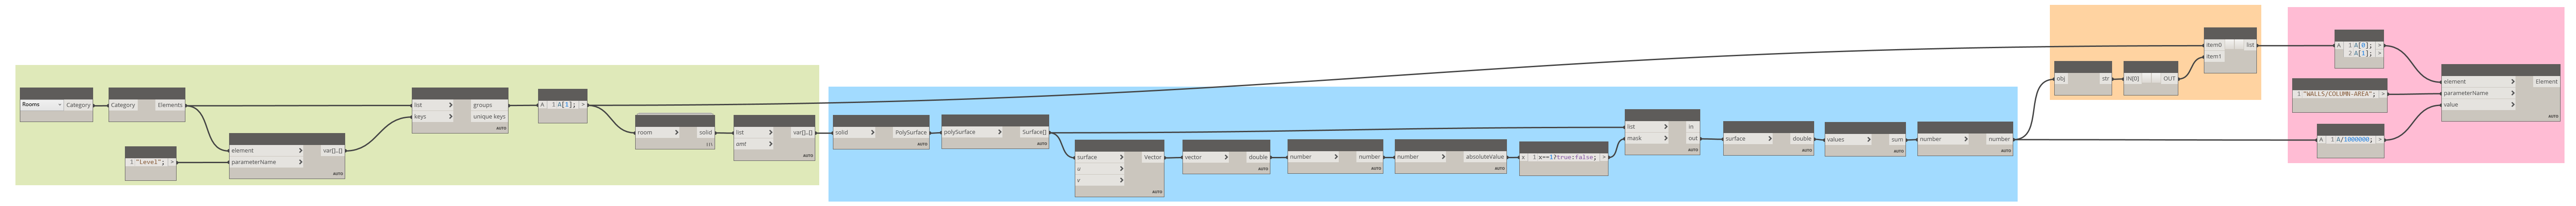 Rooms Category
Category Elements
1 "Level"; >
element > var[]..[]
parameterName >
AUTO
list > groups
keys > unique keys
AUTO
A 1 A[1]; >
room > solid
list > var[]..[]
amt
AUTO
solid > PolySurface
AUTO
polySurface > Surface[]
AUTO
surface > Vector
u >
v >
AUTO
vector > double
AUTO
number > number
AUTO
number > absoluteValue
AUTO
x 1 x==1?true:false; >
list > in
mask > out
AUTO
surface > double
AUTO
values > sum
AUTO
number > number
AUTO
obj str
IN[0] OUT
item0 list
item1
A 1 A[0]; >
2 A[1]; >
1 "WALLS/COLUMN-AREA"; >
A 1 A/1000000; >
element > Element
parameterName >
value >
AUTO